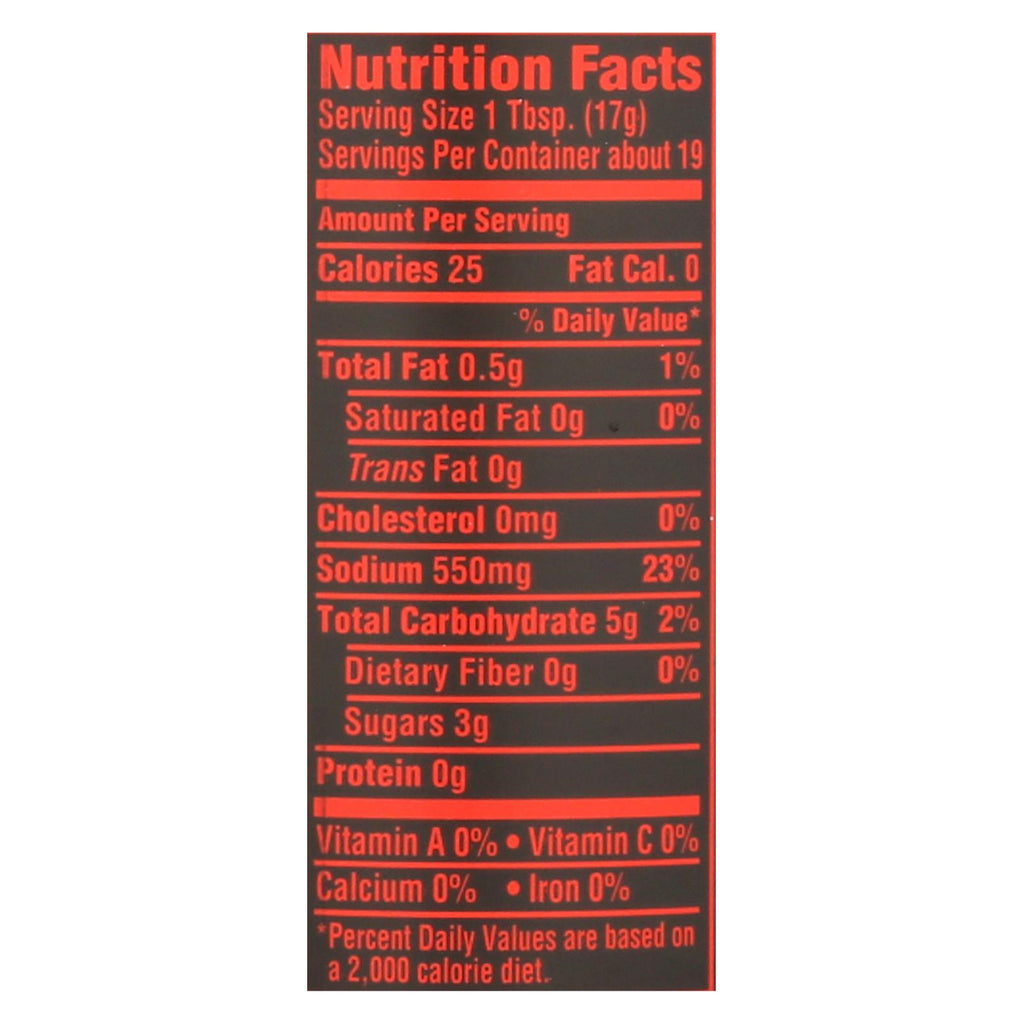 Nutrition Facts
Serving Size 1 Tbsp. (17g)
Servings Per Container about 19
Amount Per Serving
Calories 25 Fat Cal. 0
% Daily Value*
Total Fat 0.5g 1%
Saturated Fat 0g 0%
Trans Fat 0g
Cholesterol 0mg 0%
Sodium 550mg 23%
Total Carbohydrate 5g 2%
Dietary Fiber 0g 0%
Sugars 3g
Protein 0g
Vitamin A 0% • Vitamin C 0%
Calcium 0% • Iron 0%
*Percent Daily Values are based on
a 2,000 calorie diet.